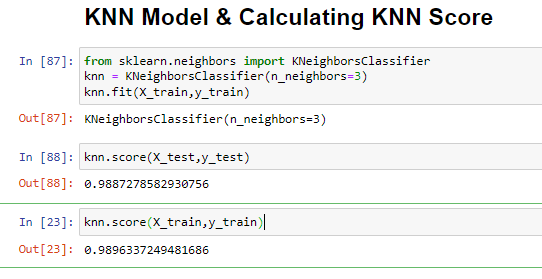 KNN Model & Calculating KNN Score
In [87]: from sklearn.neighbors import KNeighborsClassifier
knn = KNeighborsClassifier(n_neighbors=3)
knn.fit(X_train,y_train)
Out[87]: KNeighborsClassifier(n_neighbors=3)
In [88]: knn.score(X_test,y_test)
Out[88]: 0.9887278582930756
In [23]: knn.score(X_train,y_train)
Out[23]: 0.9896337249481686